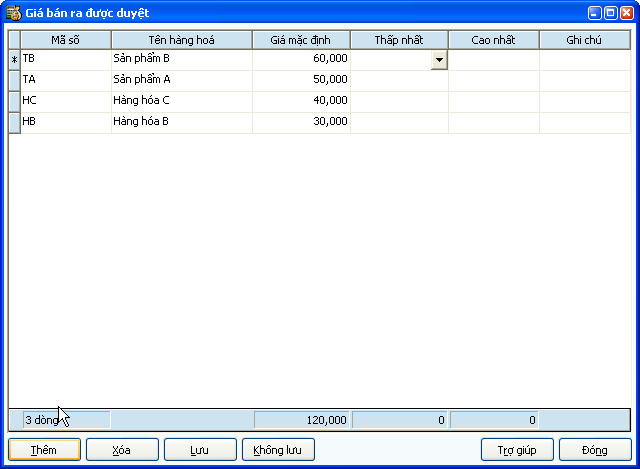 Giá bán ra được duyệt
Mã số Tên hàng hoá Giá mặc định Thấp nhất Cao nhất Ghi chú
* TB Sản phẩm B 60,000
TA Sản phẩm A 50,000
HC Hàng hóa C 40,000
HB Hàng hóa B 30,000
3 dòng 120,000 0 0
Thêm Xóa Lưu Không lưu Trợ giúp Đóng